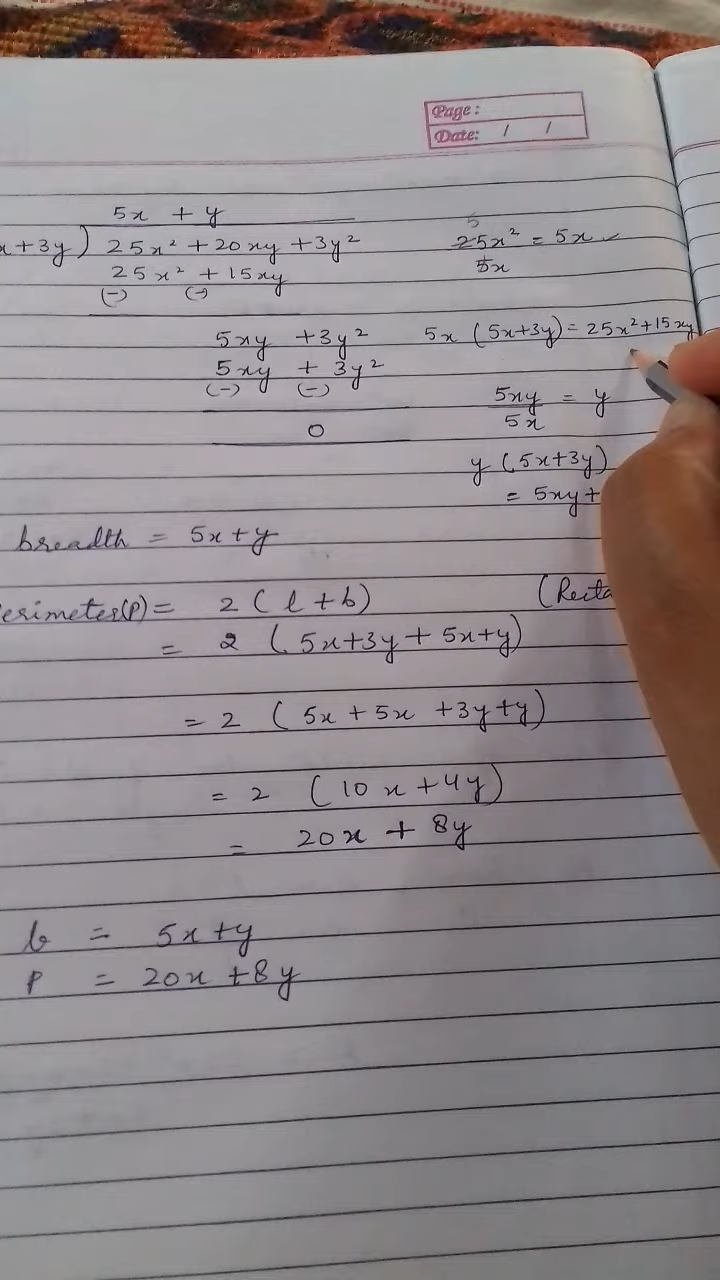 Page:
Date: / /
5x + y
x + 3y ) 25x² + 20xy + 3y²
25x² + 15xy
(-) (-)
5xy + 3y²
5xy + 3y²
(-) (-)
0
5
25x² = 5x ✓
5x
5x (5x+3y) = 25x² + 15xy
5xy = y
5x
y (5x+3y)
= 5xy +
breadth = 5x + y
erimeter(P) = 2 (l + b)
= 2 (5x+3y + 5x+y)
= 2 (5x + 5x + 3y + y)
= 2 (10x + 4y)
= 20x + 8y
b = 5x + y
P = 20x + 8y